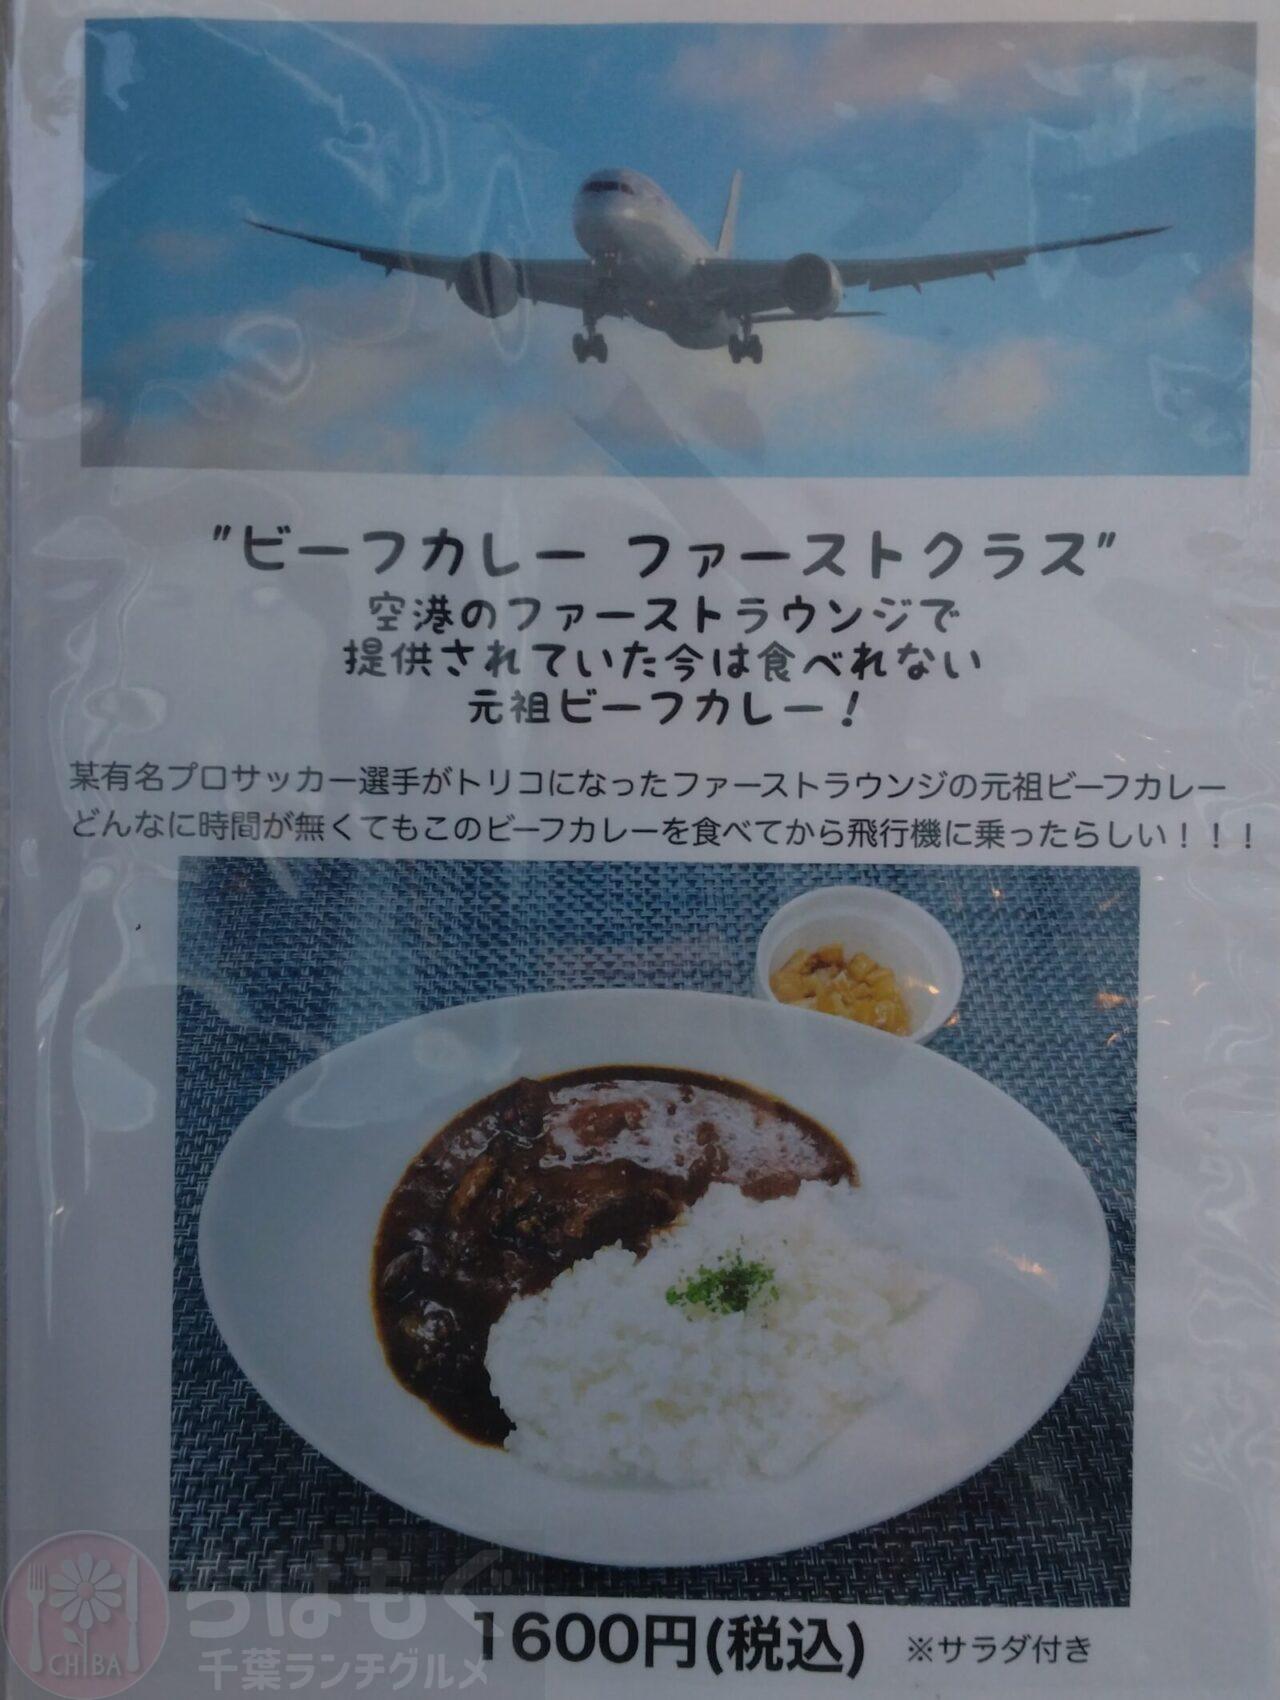 "ビーフカレー ファーストクラス"
空港のファーストラウンジで
提供されていた今は食べれない
元祖ビーフカレー！
某有名プロサッカー選手がトリコになったファーストラウンジの元祖ビーフカレー
どんなに時間が無くてもこのビーフカレーを食べてから飛行機に乗ったらしい！！！
1600円(税込) ※サラダ付き
CHIBA
ちばもぐ
千葉ランチグルメ